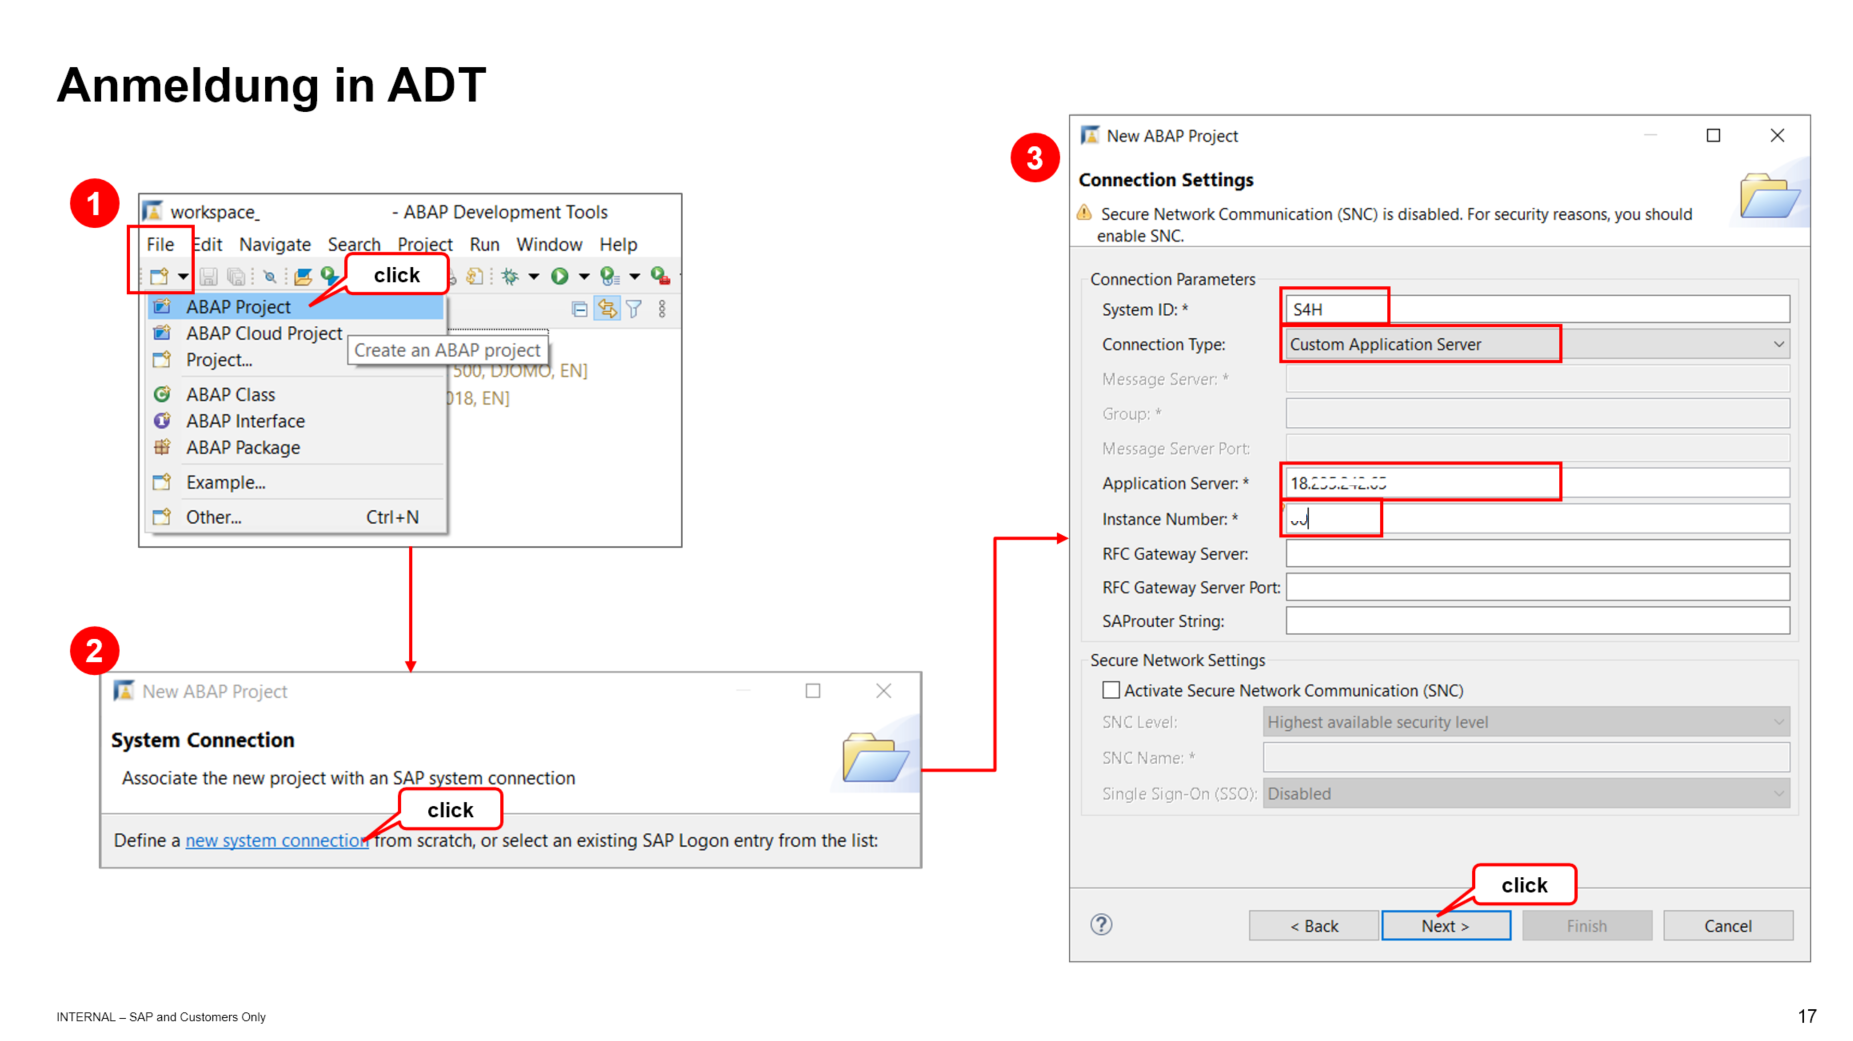 Anmeldung in ADT
1
workspace_ - ABAP Development Tools
File Edit Navigate Search Project Run Window Help
click
ABAP Project
ABAP Cloud Project
Create an ABAP project
Project...
500, DJOMO, EN]
ABAP Class
018, EN]
ABAP Interface
ABAP Package
Example...
Other... Ctrl+N
2
New ABAP Project
System Connection
Associate the new project with an SAP system connection
click
Define a new system connection from scratch, or select an existing SAP Logon entry from the list:
3
New ABAP Project
Connection Settings
Secure Network Communication (SNC) is disabled. For security reasons, you should
enable SNC.
Connection Parameters
System ID: * S4H
Connection Type: Custom Application Server
Message Server: *
Group: *
Message Server Port:
Application Server: *
Instance Number: *
RFC Gateway Server:
RFC Gateway Server Port:
SAProuter String:
Secure Network Settings
Activate Secure Network Communication (SNC)
SNC Level: Highest available security level
SNC Name: *
Single Sign-On (SSO): Disabled
click
? < Back Next > Finish Cancel
INTERNAL – SAP and Customers Only
17